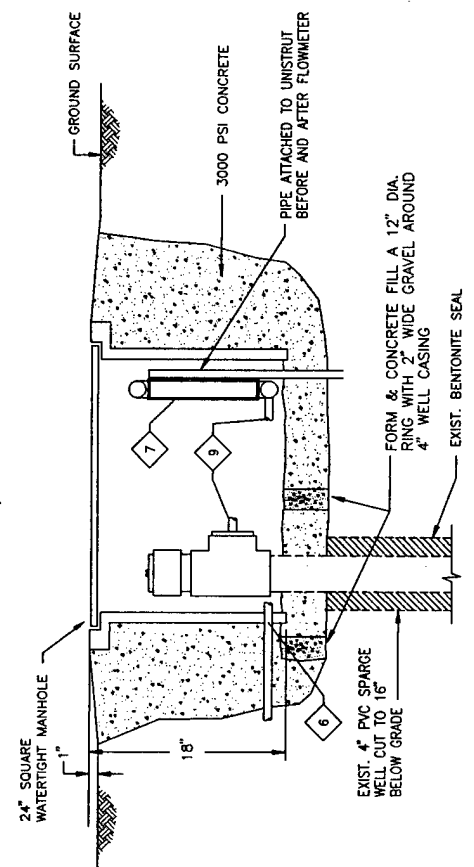 24" SQUARE
WATERTIGHT MANHOLE
1"
GROUND SURFACE
18"
3000 PSI CONCRETE
7
9
PIPE ATTACHED TO UNISTRUT
BEFORE AND AFTER FLOWMETER
6
EXIST. 4" PVC SPARGE
WELL CUT TO 16"
BELOW GRADE
FORM & CONCRETE FILL A 12" DIA.
RING WITH 2" WIDE GRAVEL AROUND
4" WELL CASING
EXIST. BENTONITE SEAL